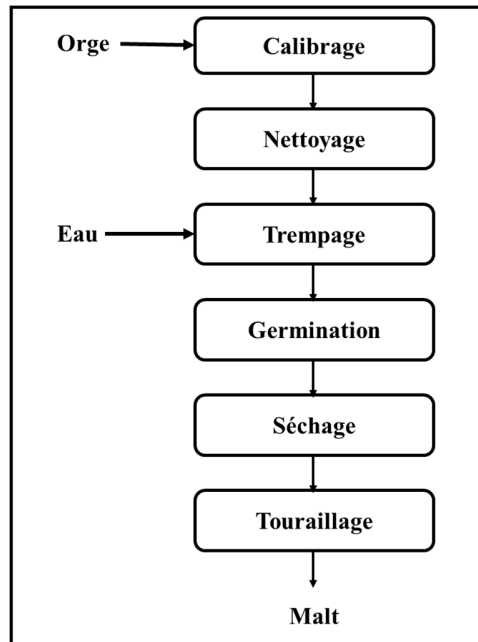 Orge
Calibrage
Nettoyage
Eau
Trempage
Germination
Séchage
Touraillage
Malt